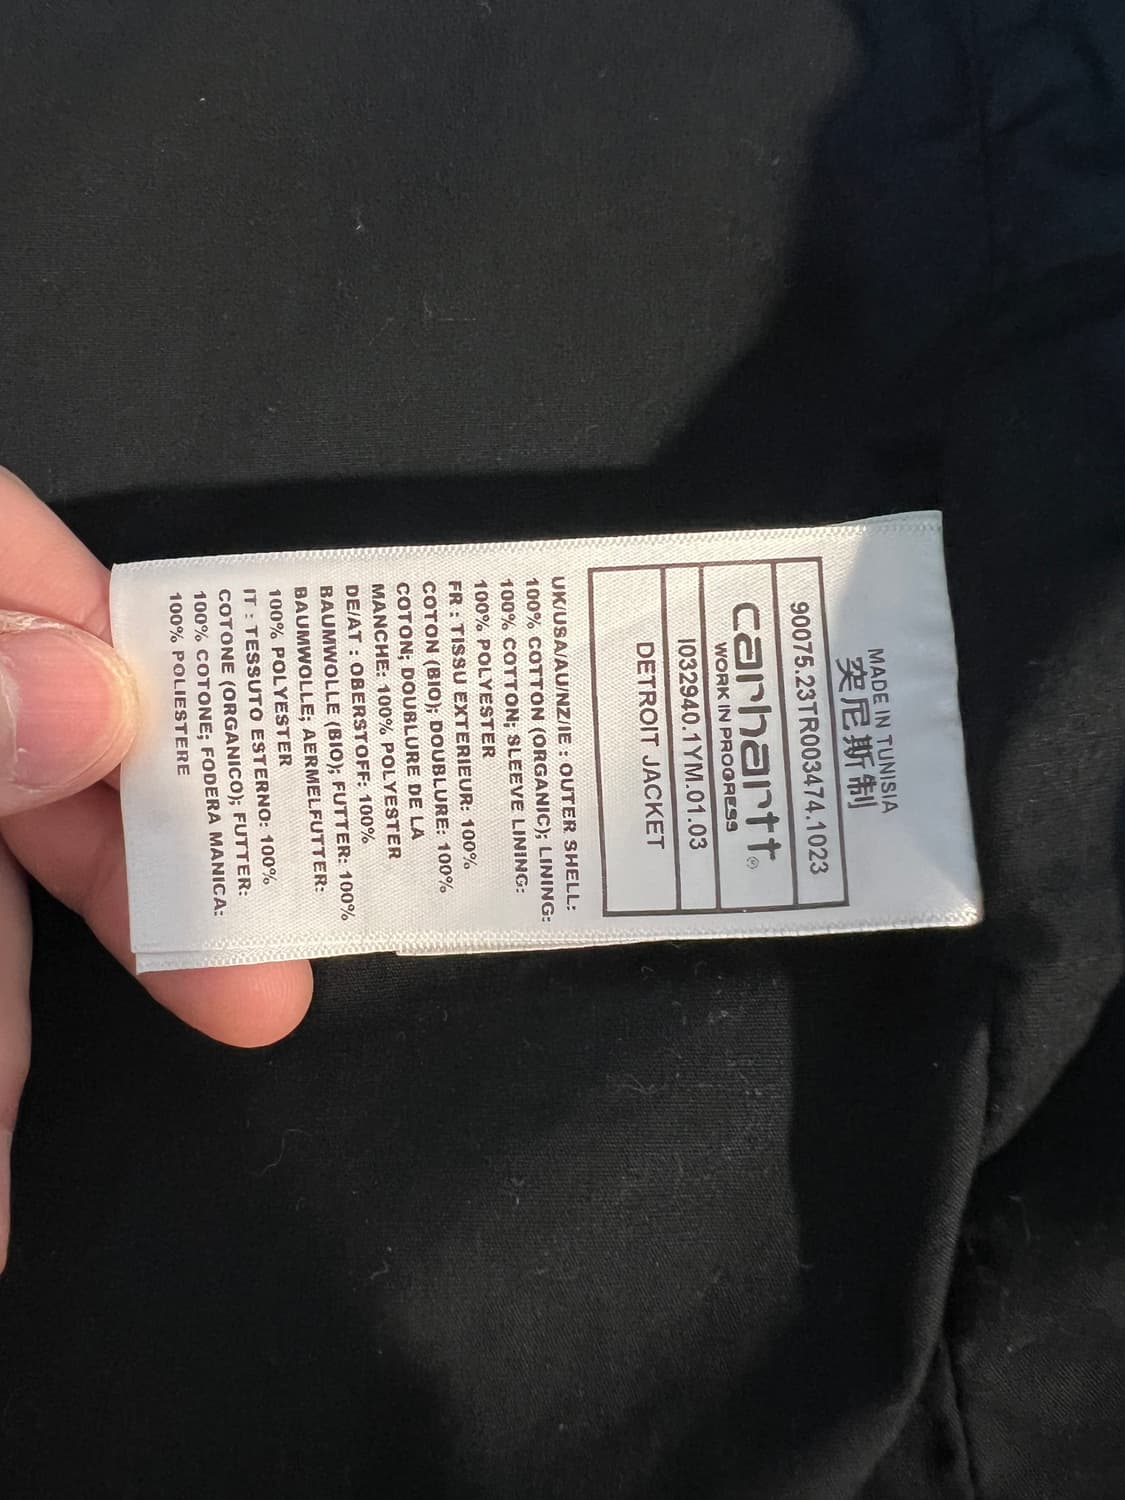 MADE IN TUNISIA
突尼斯制
90075.23TR003474.1023
carhartt®
WORK IN PROGRESS
I032940.1YM.01.03
DETROIT JACKET
UK/USA/AU/NZ/IE : OUTER SHELL:
100% COTTON (ORGANIC); LINING:
100% COTTON; SLEEVE LINING:
100% POLYESTER
FR : TISSU EXTERIEUR: 100%
COTON (BIO); DOUBLURE: 100%
COTON; DOUBLURE DE LA
MANCHE: 100% POLYESTER
DE/AT : OBERSTOFF: 100%
BAUMWOLLE (BIO); FUTTER: 100%
BAUMWOLLE; AERMELFUTTER:
100% POLYESTER
IT : TESSUTO ESTERNO: 100%
COTONE (ORGANICO); FUTTER:
100% COTONE; FODERA MANICA:
100% POLIESTERE